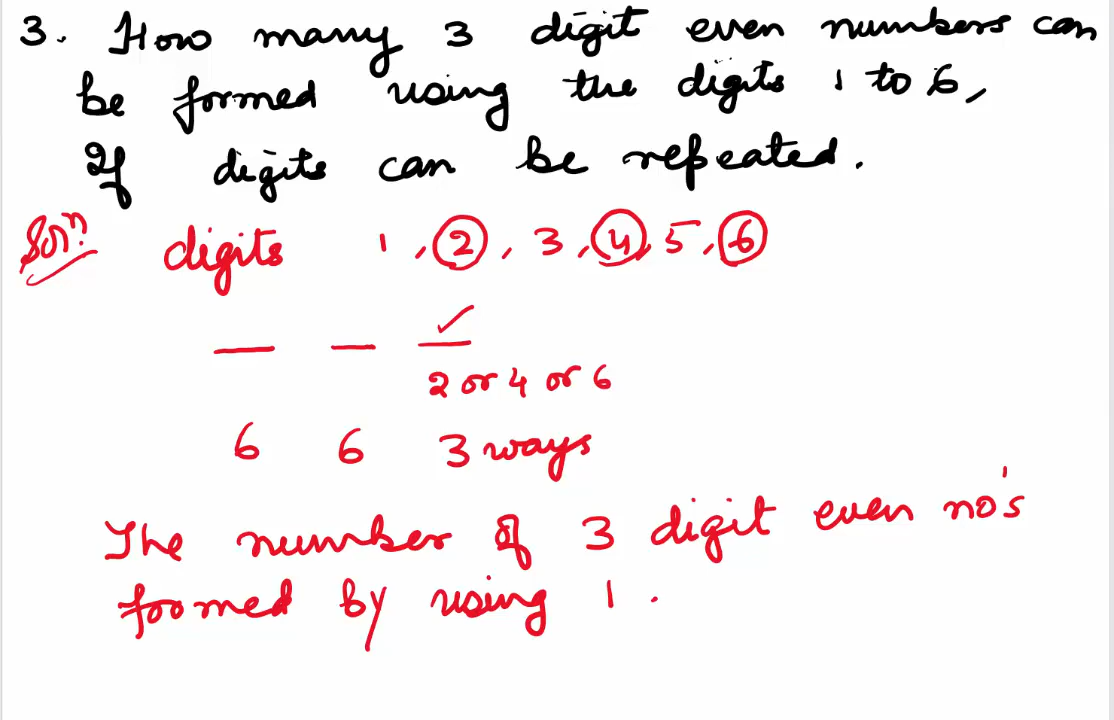 3. How many 3 digit even numbers can
be formed using the digits 1 to 6,
If digits can be repeated.
Soln digits 1, 2, 3, 4, 5, 6
2 or 4 or 6
6 6 3 ways
The number of 3 digit even no's
formed by using 1.